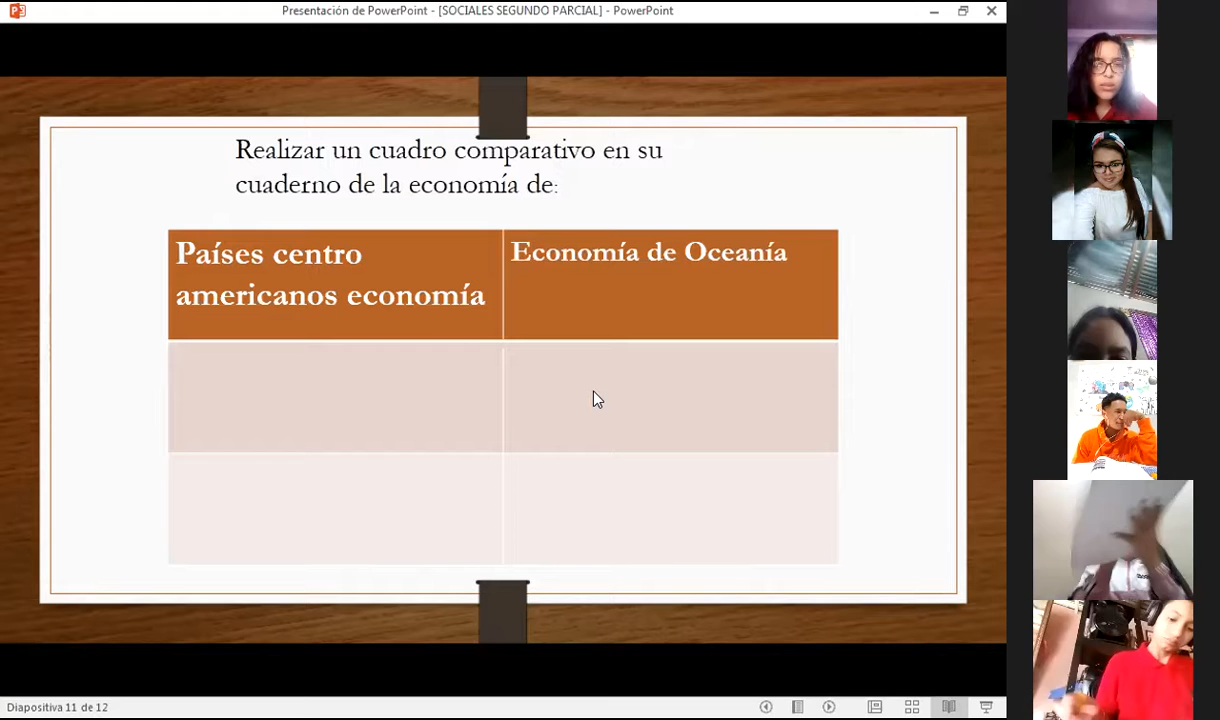 Presentación de PowerPoint - [SOCIALES SEGUNDO PARCIAL] - PowerPoint
Realizar un cuadro comparativo en su
cuaderno de la economía de:
Países centro
americanos economía
Economía de Oceanía
Diapositiva 11 de 12